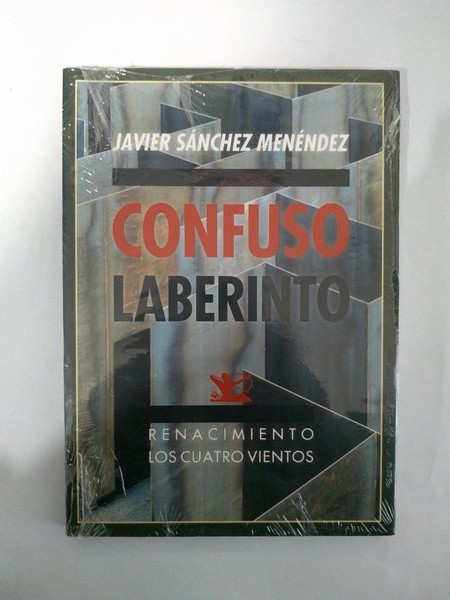 JAVIER SÁNCHEZ MENÉNDEZ
CONFUSO
LABERINTO
RENACIMIENTO
LOS CUATRO VIENTOS